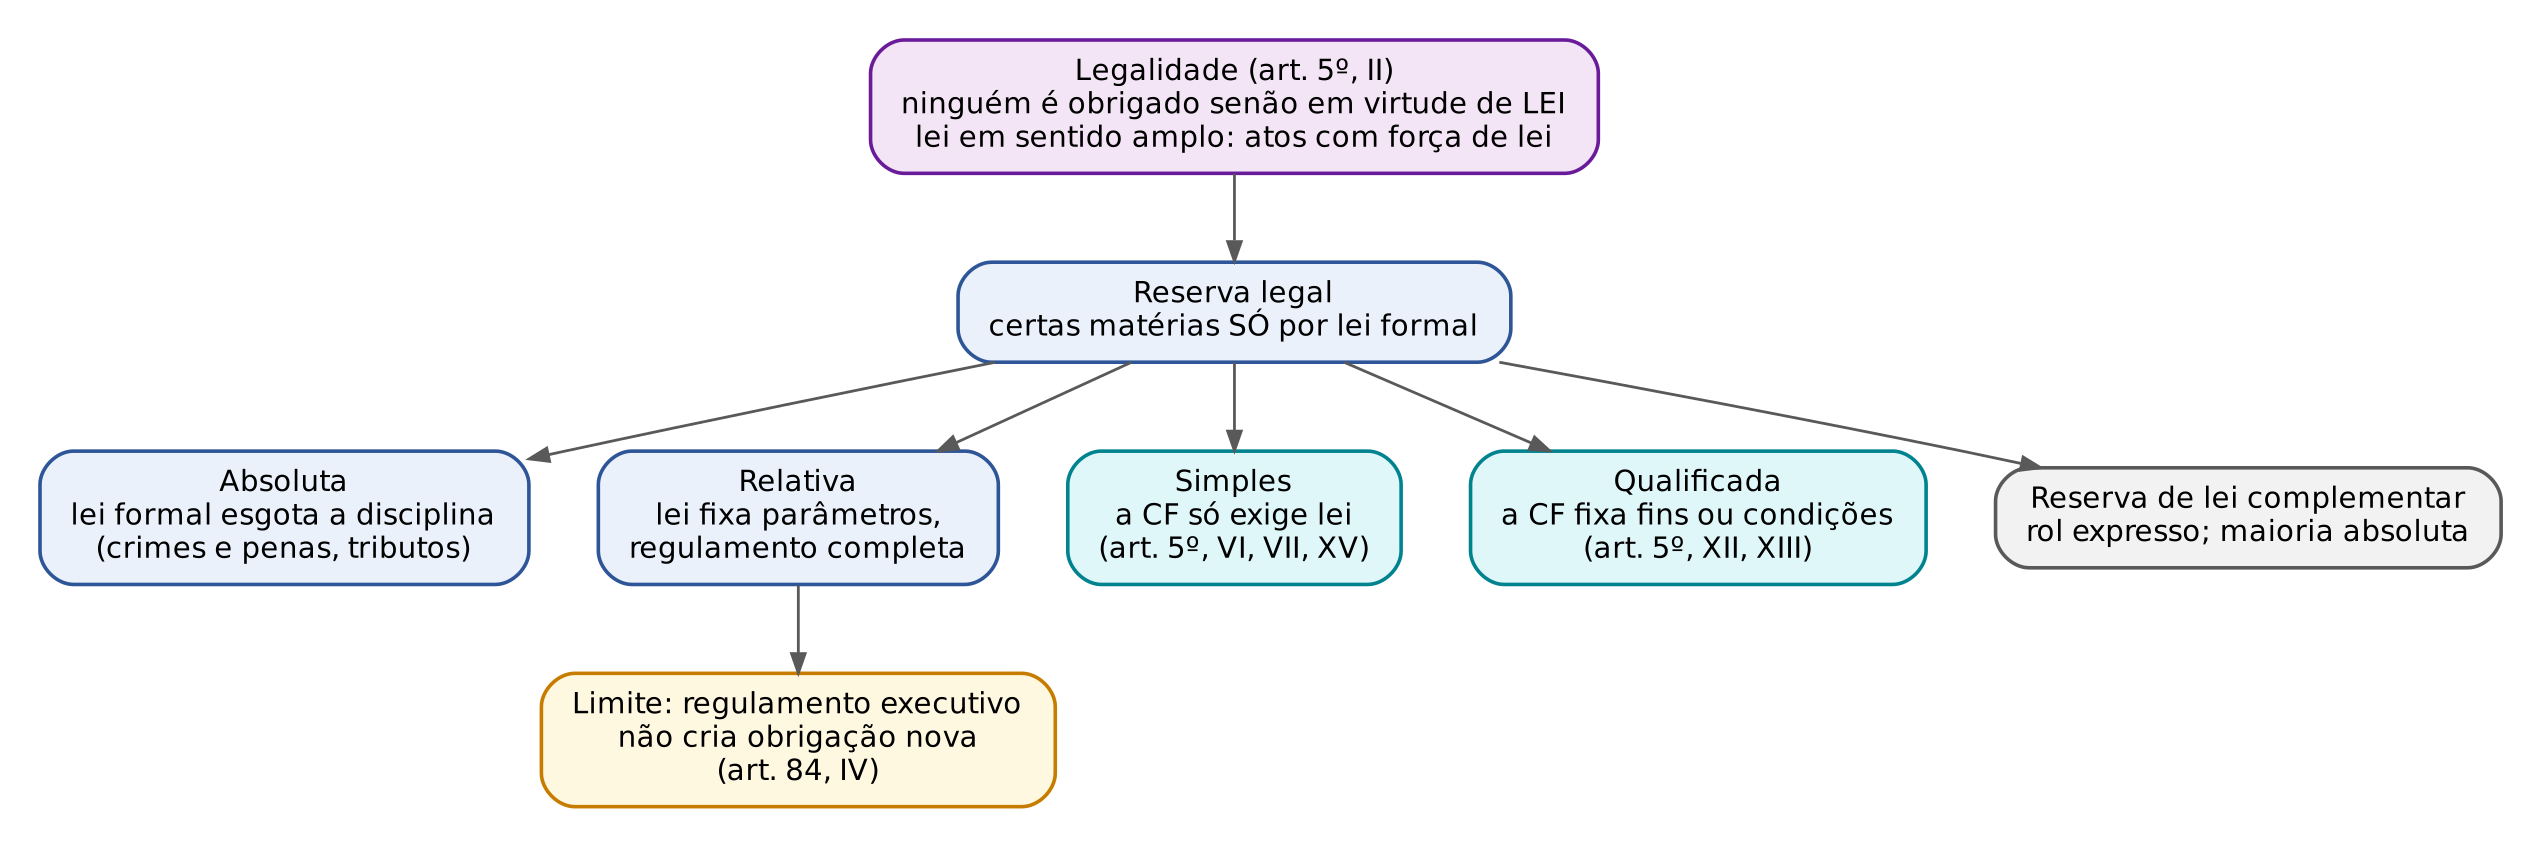 Legalidade (art. 5º, II)
ninguém é obrigado senão em virtude de LEI
lei em sentido amplo: atos com força de lei
Reserva legal
certas matérias SÓ por lei formal
Absoluta
lei formal esgota a disciplina
(crimes e penas, tributos)
Relativa
lei fixa parâmetros,
regulamento completa
Simples
a CF só exige lei
(art. 5º, VI, VII, XV)
Qualificada
a CF fixa fins ou condições
(art. 5º, XII, XIII)
Reserva de lei complementar
rol expresso; maioria absoluta
Limite: regulamento executivo
não cria obrigação nova
(art. 84, IV)